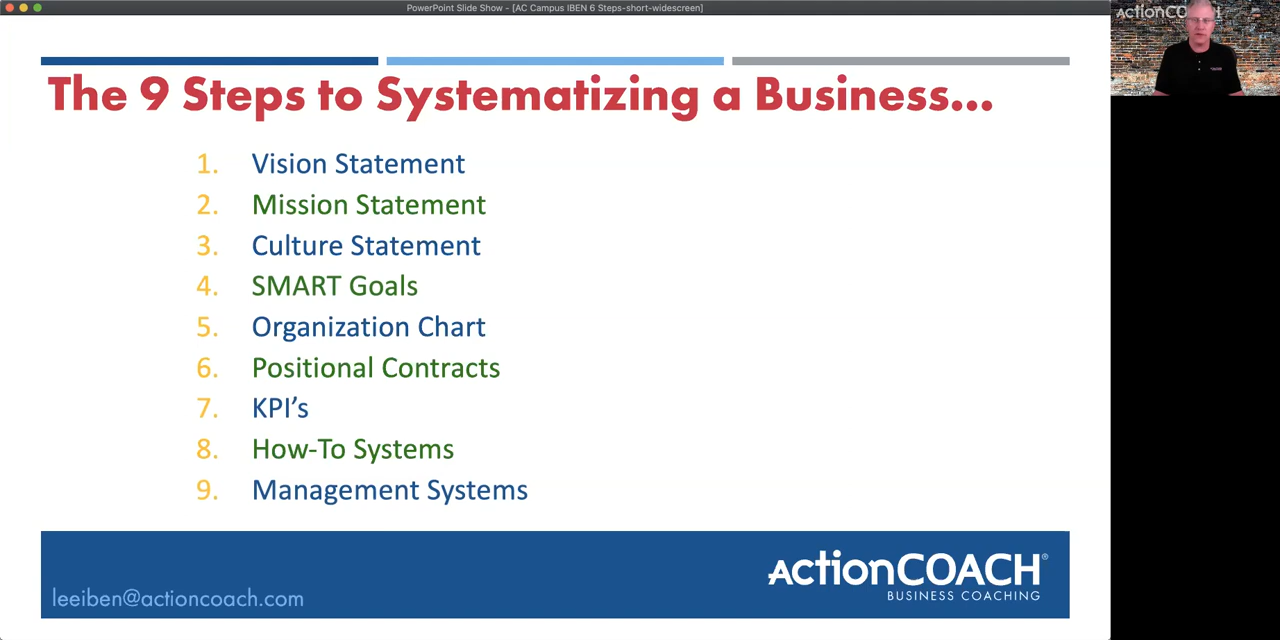 PowerPoint Slide Show - [AC Campus IBEN 6 Steps-short-widescreen]
The 9 Steps to Systematizing a Business...
1. Vision Statement
2. Mission Statement
3. Culture Statement
4. SMART Goals
5. Organization Chart
6. Positional Contracts
7. KPI's
8. How-To Systems
9. Management Systems
leeiben@actioncoach.com
ActionCOACH®
BUSINESS COACHING